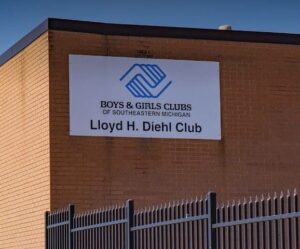 BOYS & GIRLS CLUBS
OF SOUTHEASTERN MICHIGAN
Lloyd H. Diehl Club